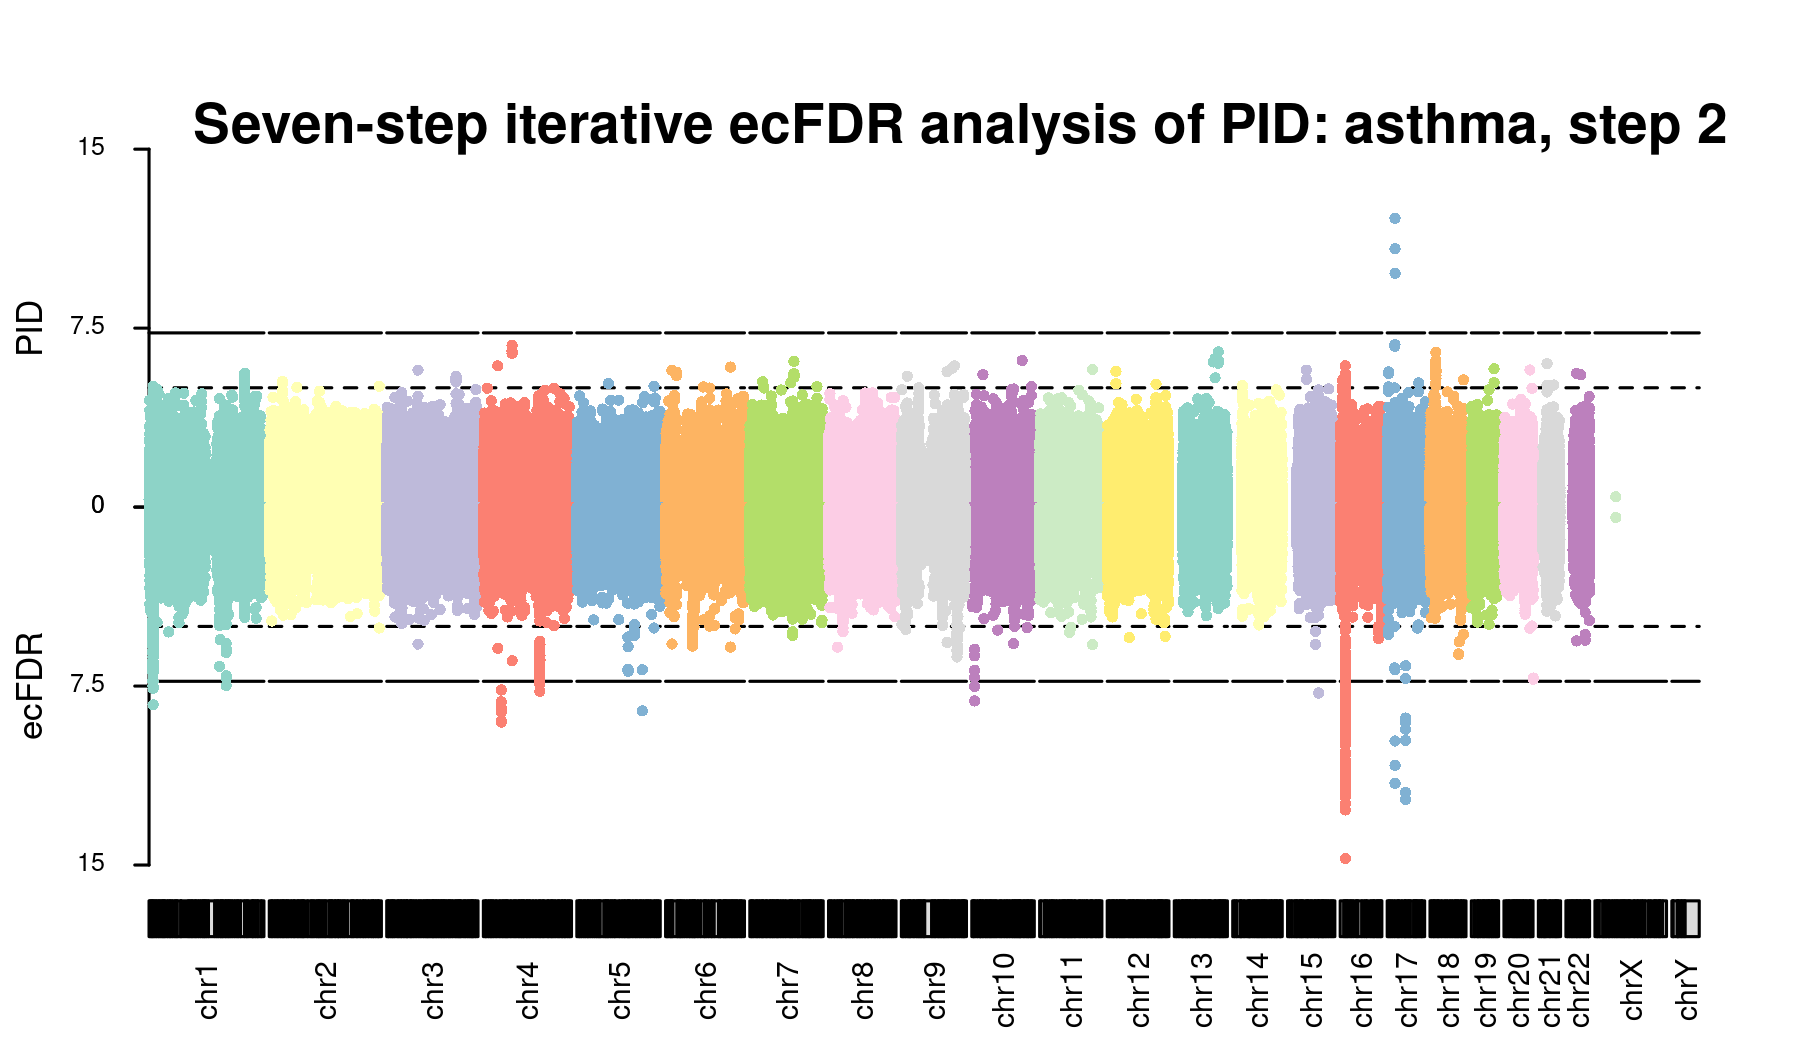 Seven-step iterative ecFDR analysis of PID: asthma, step 2
15
7.5
0
7.5
15
PID
ecFDR
chr1
chr2
chr3
chr4
chr5
chr6
chr7
chr8
chr9
chr10
chr11
chr12
chr13
chr14
chr15
chr16
chr17
chr18
chr19
chr20
chr21
chr22
chrX
chrY